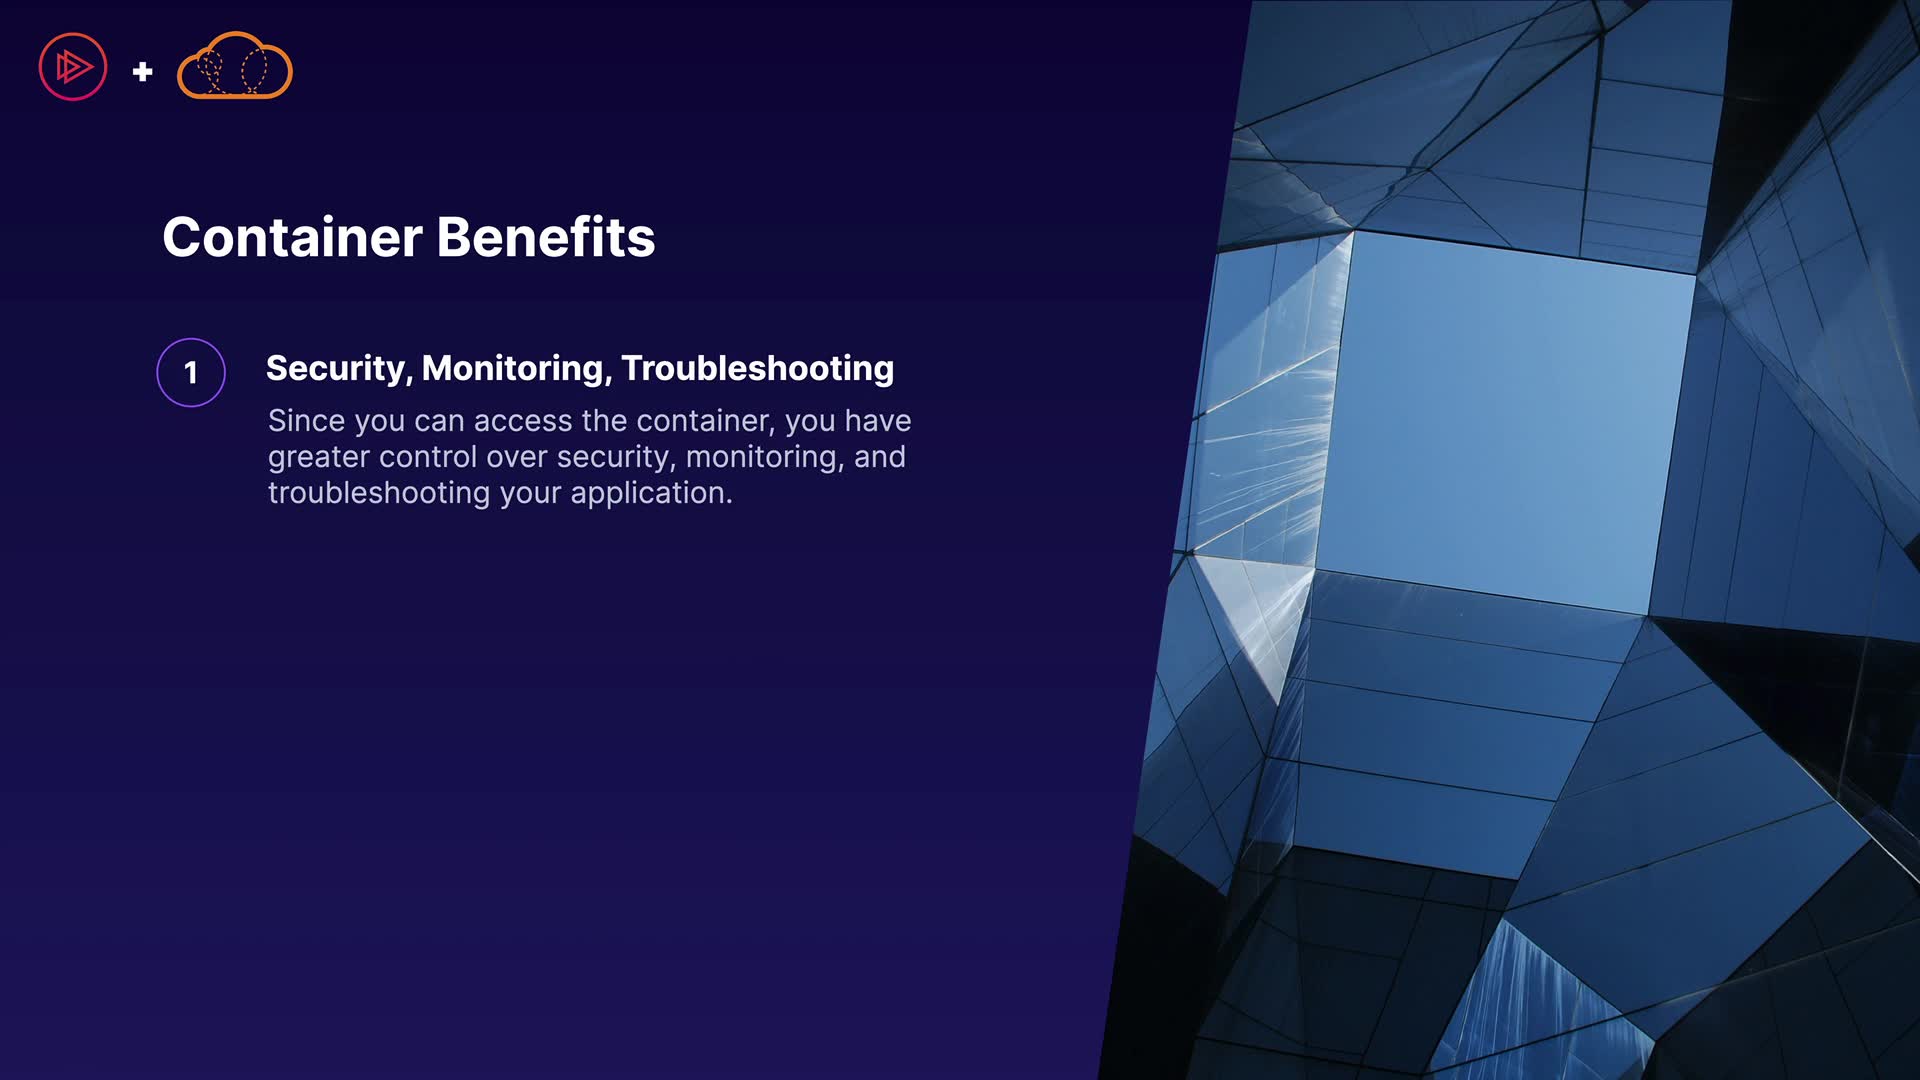 Container Benefits
1
Security, Monitoring, Troubleshooting
Since you can access the container, you have
greater control over security, monitoring, and
troubleshooting your application.